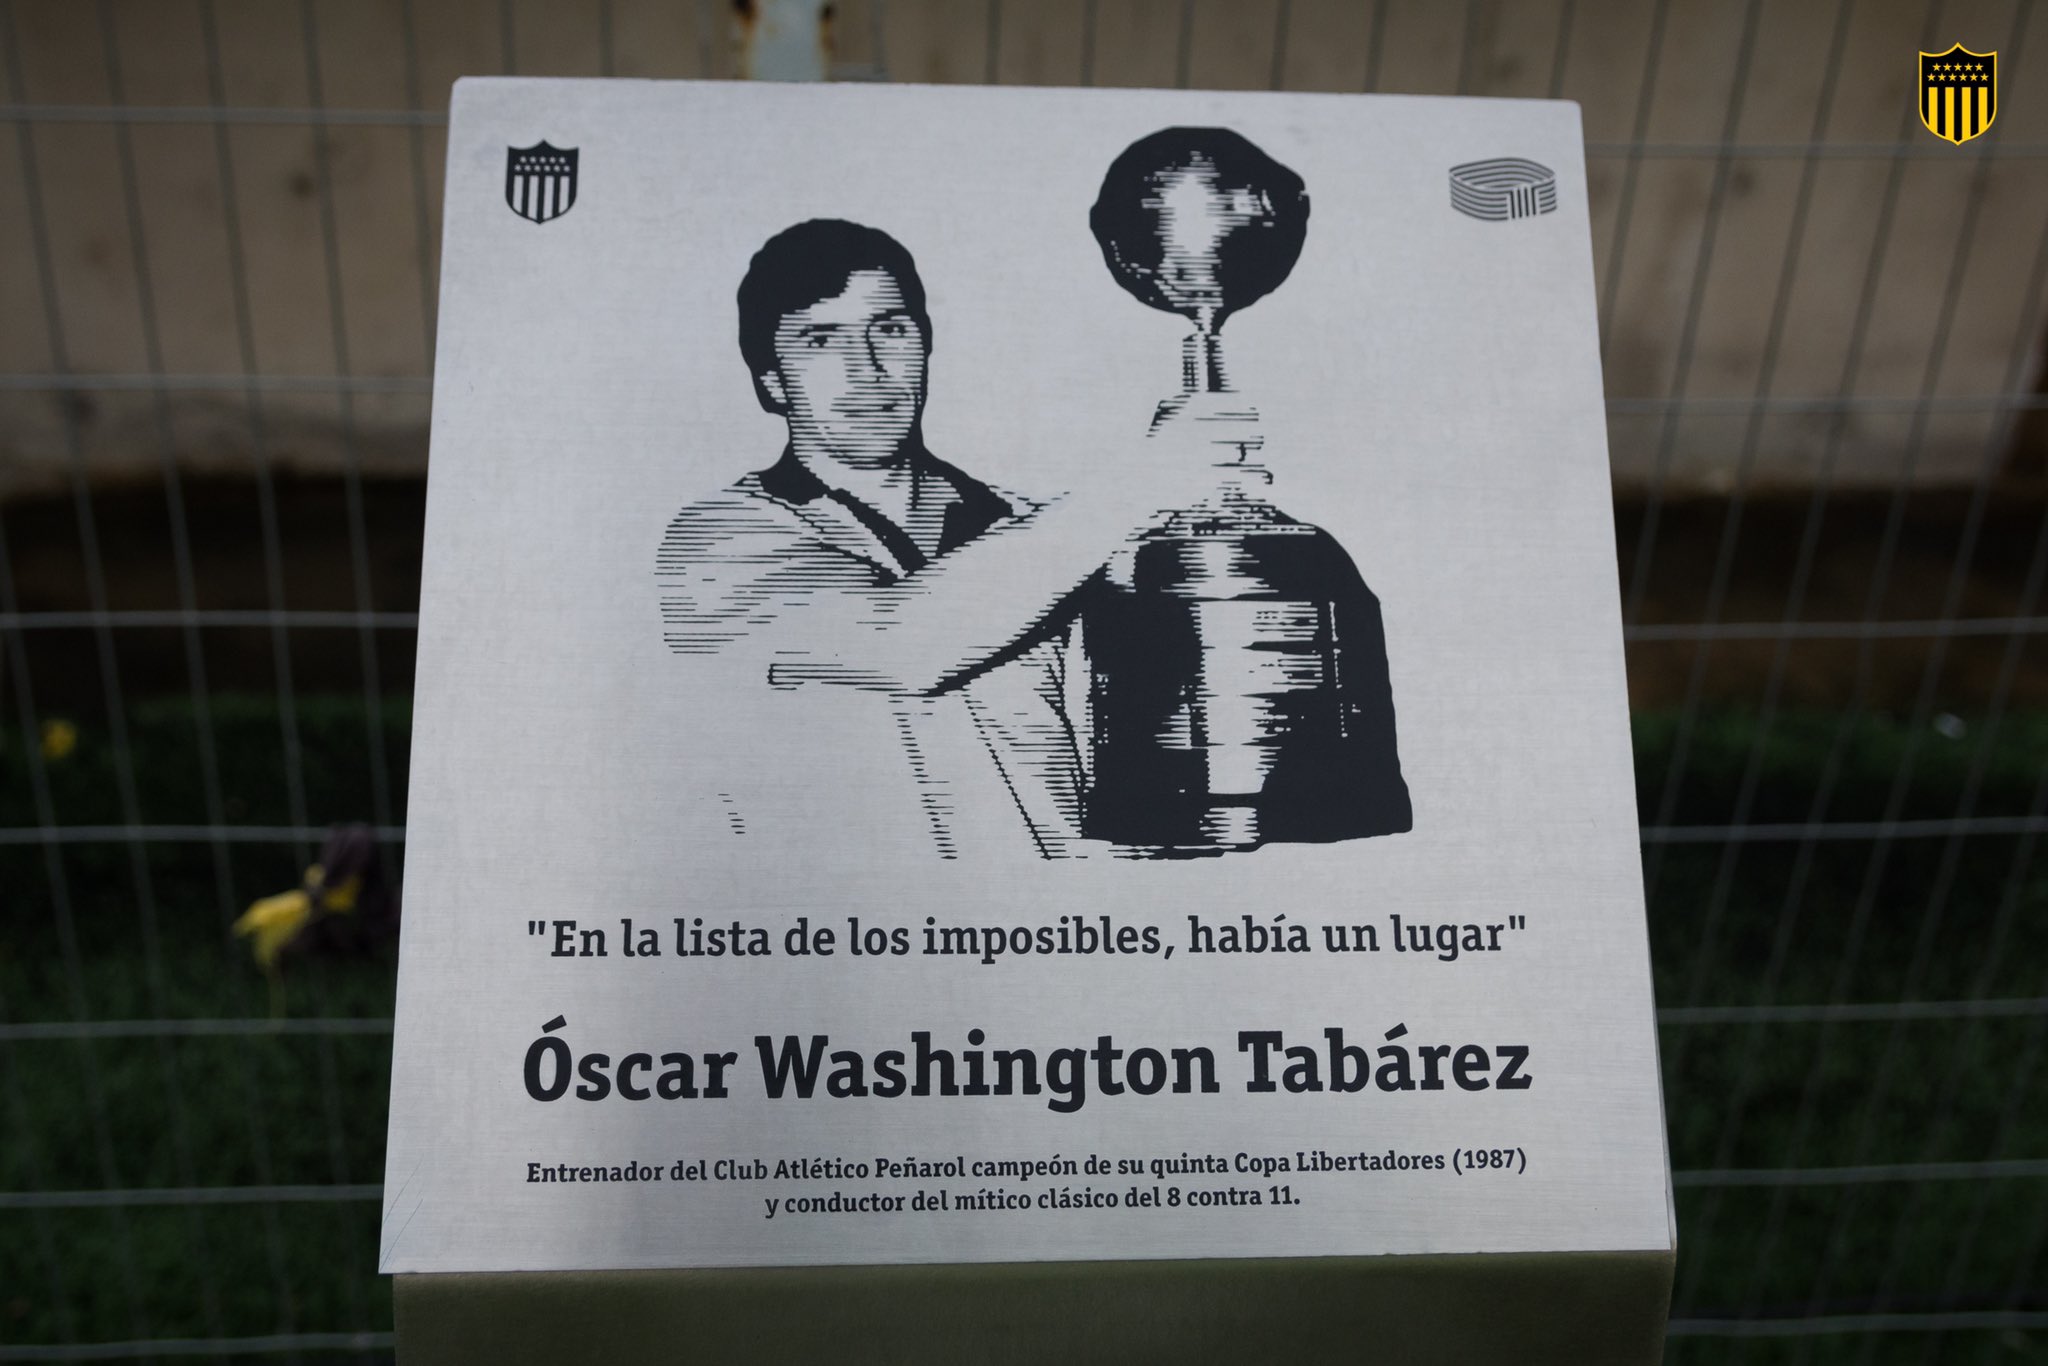 "En la lista de los imposibles, había un lugar"
Óscar Washington Tabárez
Entrenador del Club Atlético Peñarol campeón de su quinta Copa Libertadores (1987)
y conductor del mítico clásico del 8 contra 11.